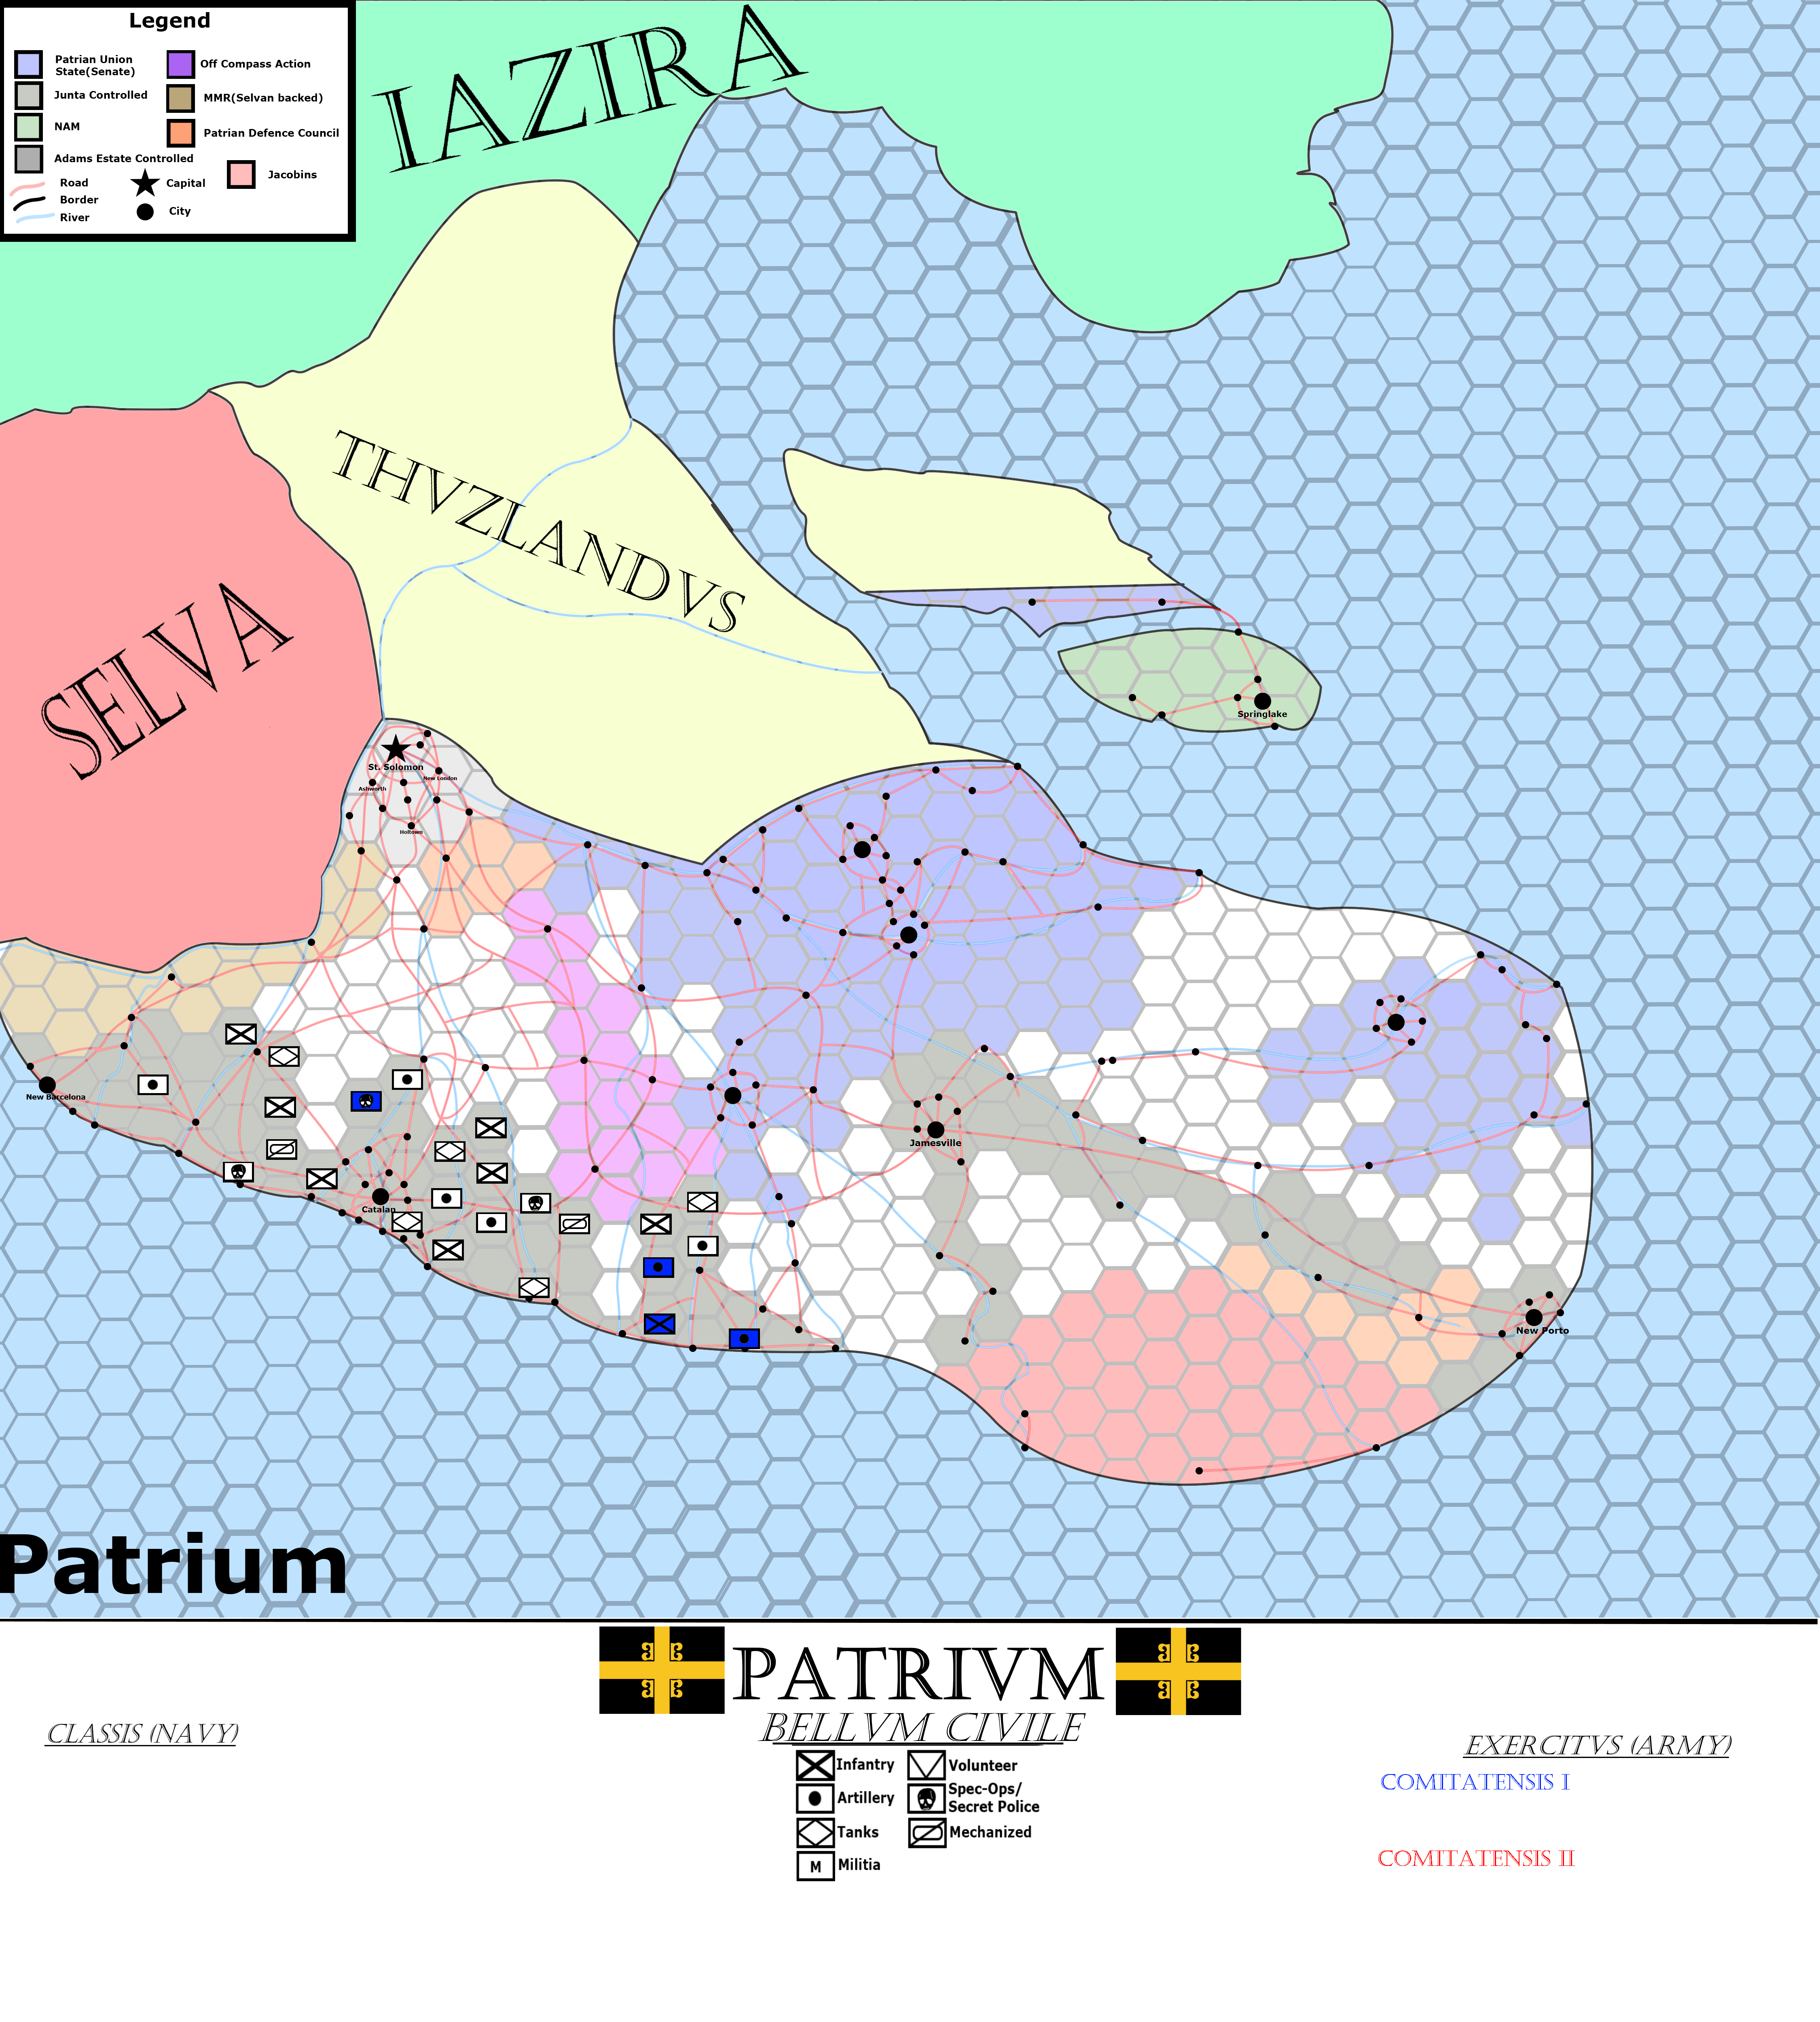 Legend
Patrian Union
State(Senate)
Off Compass Action
Junta Controlled
MMR(Selvan backed)
NAM
Patrian Defence Council
Adams Estate Controlled
Jacobins
Road
Capital
Border
River
City
IAZIRA
THVZLANDVS
SELVA
Springlake
St. Solomon
New London
Ashworth
Holtown
New Barcelona
Jamesville
Catalan
New Porto
Patrium
PATRIVM
BELLVM CIVILE
CLASSIS (NAVY)
EXERCITVS (ARMY)
Infantry
Volunteer
Artillery
Spec-Ops/
Secret Police
Tanks
Mechanized
M
Militia
COMITATENSIS I
COMITATENSIS II